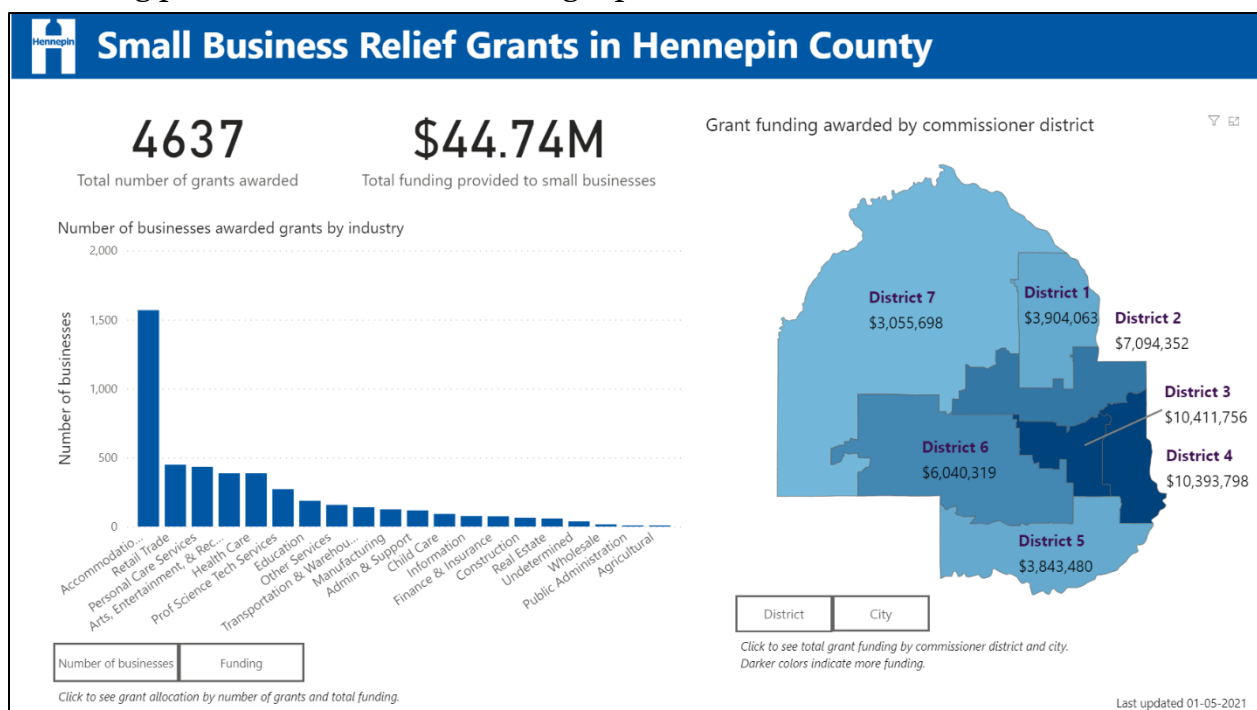 Hennepin
Small Business Relief Grants in Hennepin County
4637
Total number of grants awarded
$44.74M
Total funding provided to small businesses
Number of businesses awarded grants by industry
Number of businesses
2,000
1,500
1,000
500
0
Accommodatio...
Retail Trade
Personal Care Services
Arts, Entertainment, & Rec...
Health Care
Prof Science Tech Services
Education
Other Services
Transportation & Warehou...
Manufacturing
Admin & Support
Child Care
Information
Finance & Insurance
Construction
Real Estate
Undetermined
Wholesale
Public Administration
Agricultural
Number of businesses
Funding
Click to see grant allocation by number of grants and total funding.
Grant funding awarded by commissioner district
District 7
$3,055,698
District 1
$3,904,063
District 2
$7,094,352
District 3
$10,411,756
District 6
$6,040,319
District 4
$10,393,798
District 5
$3,843,480
District
City
Click to see total grant funding by commissioner district and city.
Darker colors indicate more funding.
Last updated 01-05-2021